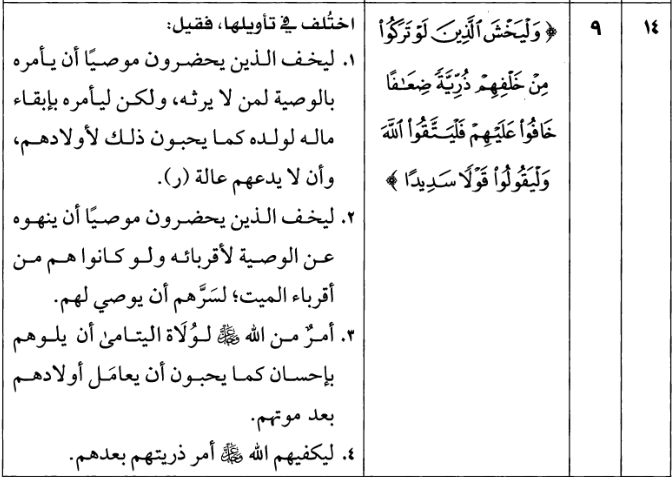 ١٤
٩
﴿ وَلْيَخْشَ ٱلَّذِينَ لَوْ تَرَكُوا۟
مِنْ خَلْفِهِمْ ذُرِّيَّةً ضِعَٰفًا
خَافُوا۟ عَلَيْهِمْ فَلْيَتَّقُوا۟ ٱللَّهَ
وَلْيَقُولُوا۟ قَوْلًا سَدِيدًا ﴾
اختُلف في تأويلها، فقيل:
١. ليخف الذين يحضرون موصيًا أن يأمره
بالوصية لمن لا يرثه، ولكن ليأمره بإبقاء
ماله لولده كما يحبون ذلك لأولادهم،
وأن لا يدعهم عالة (ر).
٢. ليخف الذين يحضرون موصيًا أن ينهوه
عن الوصية لأقربائه ولو كانوا هم من
أقرباء الميت؛ لسَرَّهم أن يوصي لهم.
٣. أمرٌ من الله ﷻ لوُلَاة اليتامىٰ أن يلوهم
بإحسان كما يحبون أن يعامَل أولادهم
بعد موتهم.
٤. ليكفيهم الله ﷻ أمر ذريتهم بعدهم.